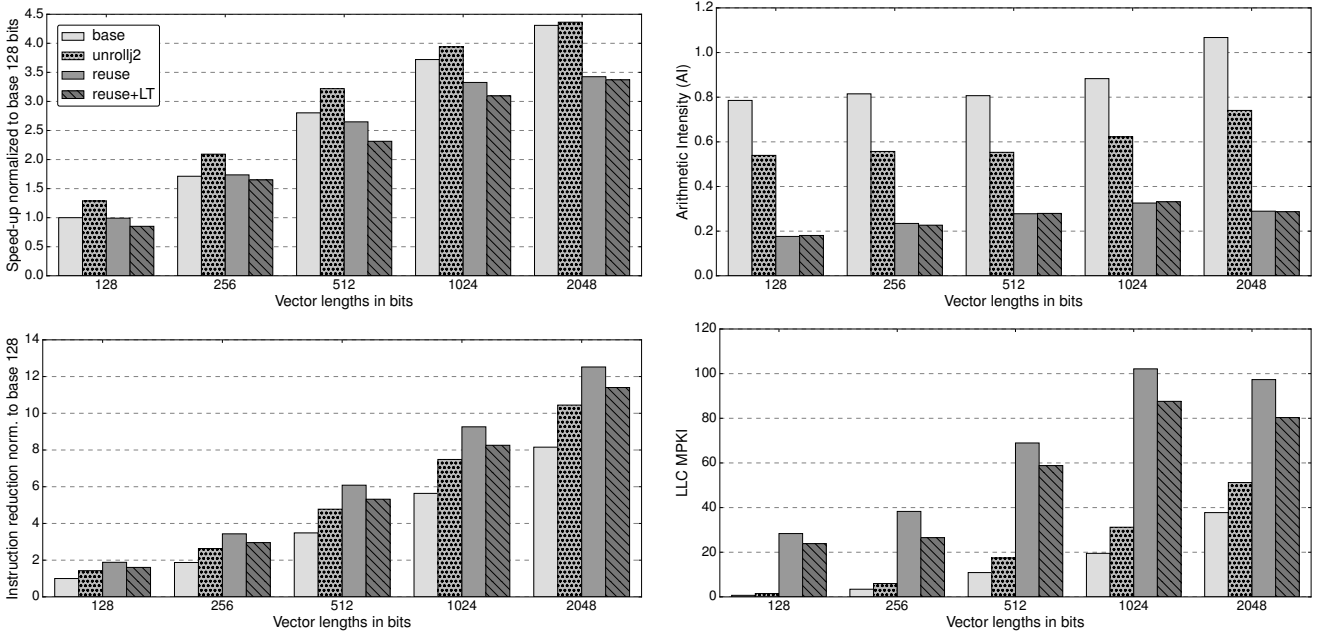 Speed-up normalized to base 128 bits
4.5
4.0
3.5
3.0
2.5
2.0
1.5
1.0
0.5
0.0
base
unrollj2
reuse
reuse+LT
128 256 512 1024 2048
Vector lengths in bits
Arithmetic Intensity (AI)
1.2
1.0
0.8
0.6
0.4
0.2
0.0
128 256 512 1024 2048
Vector lengths in bits
Instruction reduction norm. to base 128
14
12
10
8
6
4
2
0
128 256 512 1024 2048
Vector lengths in bits
LLC MPKI
120
100
80
60
40
20
0
128 256 512 1024 2048
Vector lengths in bits